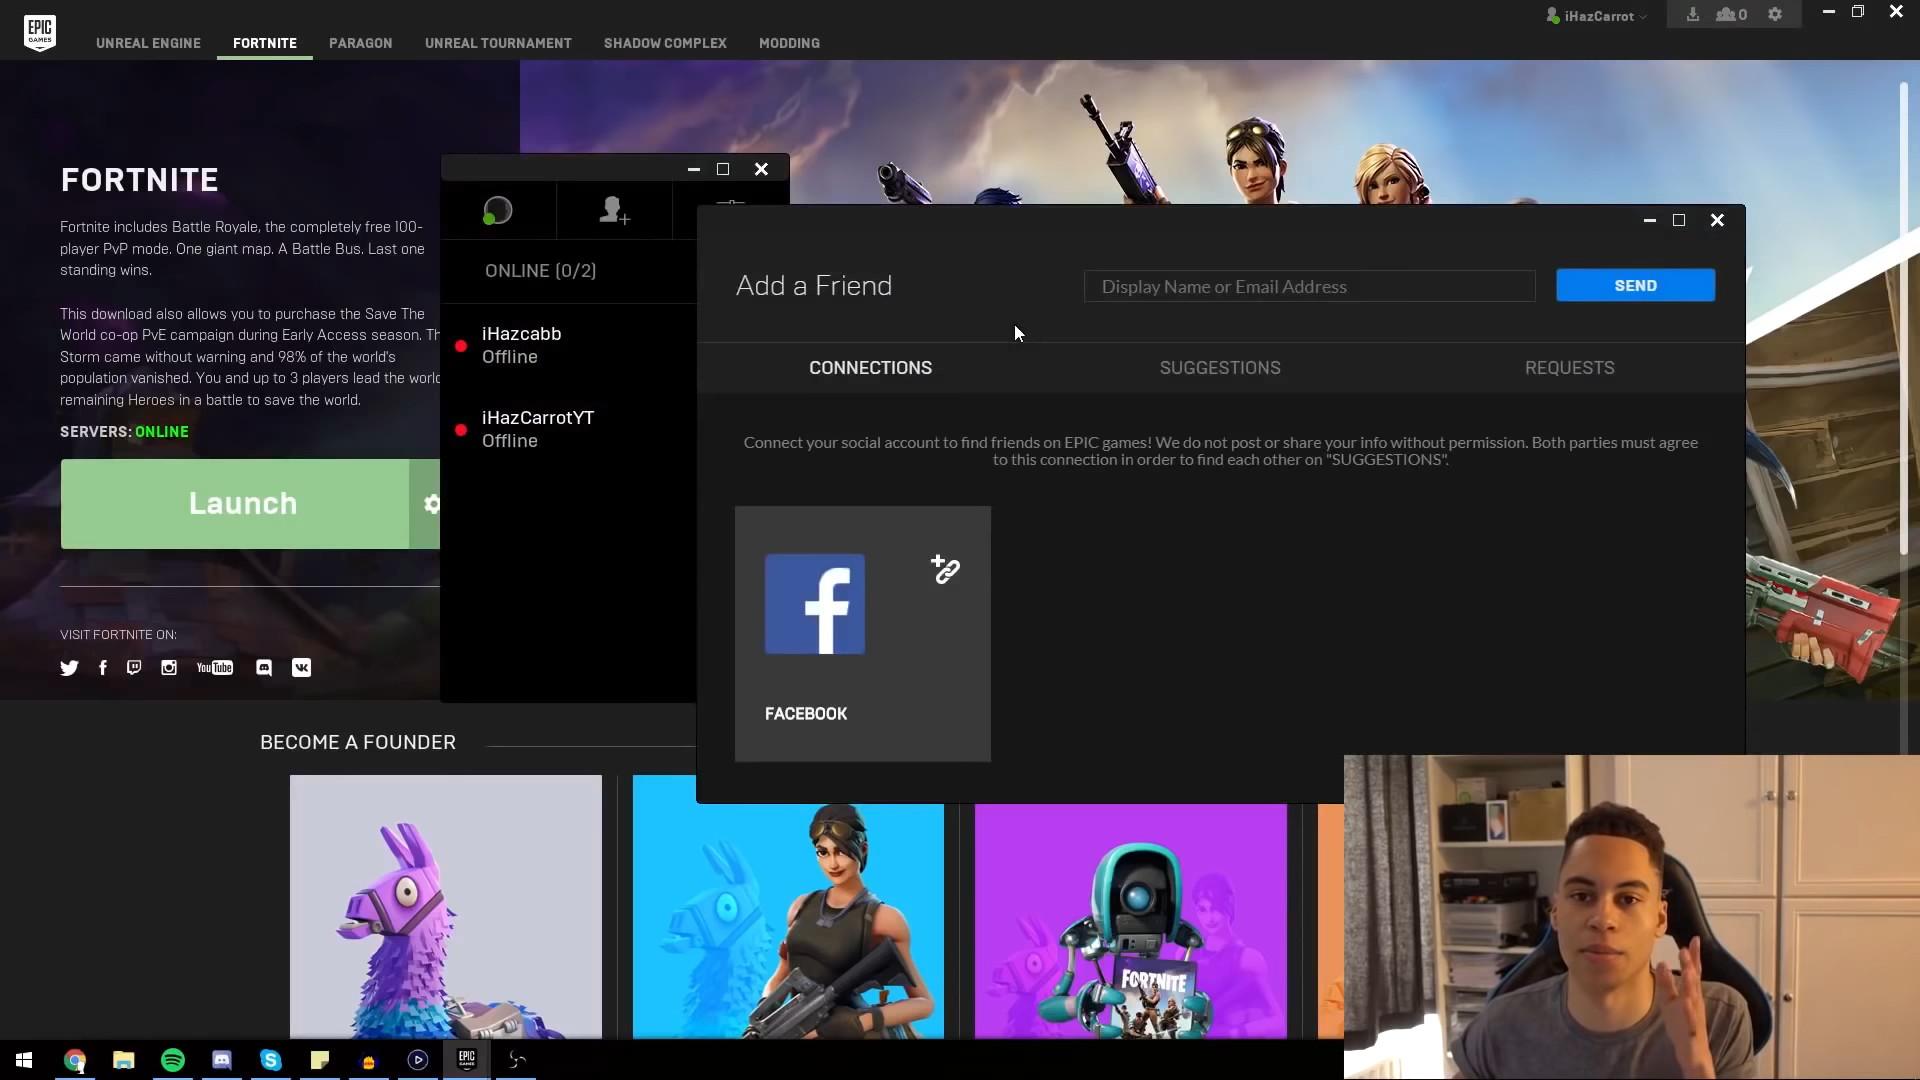 EPIC
GAMES
UNREAL ENGINE
FORTNITE
PARAGON
UNREAL TOURNAMENT
SHADOW COMPLEX
MODDING
iHazCarrot
0
FORTNITE
Fortnite includes Battle Royale, the completely free 100-
player PvP mode. One giant map. A Battle Bus. Last one
standing wins.
This download also allows you to purchase the Save The
World co-op PvE campaign during Early Access season. Th
Storm came without warning and 98% of the world's
population vanished. You and up to 3 players lead the world
remaining Heroes in a battle to save the world.
SERVERS: ONLINE
Launch
VISIT FORTNITE ON:
YouTube
BECOME A FOUNDER
ONLINE (0/2)
iHazcabb
Offline
iHazCarrotYT
Offline
Add a Friend
Display Name or Email Address
SEND
CONNECTIONS
SUGGESTIONS
REQUESTS
Connect your social account to find friends on EPIC games! We do not post or share your info without permission. Both parties must agree
to this connection in order to find each other on "SUGGESTIONS".
FACEBOOK
FORTNITE
EPIC
GAMES